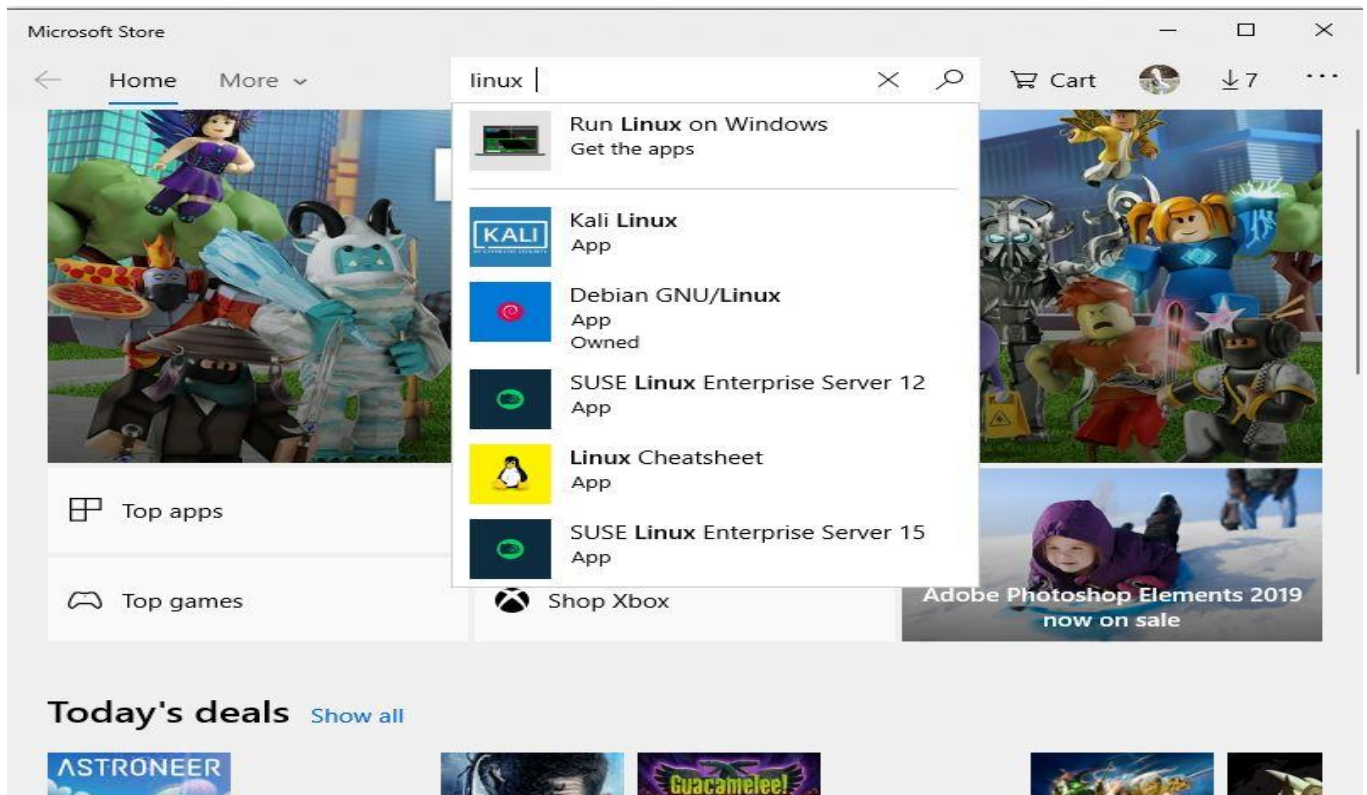 Microsoft Store
Home More Cart 7
linux
Run Linux on Windows
Get the apps
KALI
Kali Linux
App
Debian GNU/Linux
App
Owned
SUSE Linux Enterprise Server 12
App
Linux Cheatsheet
App
SUSE Linux Enterprise Server 15
App
Top apps
Top games
Shop Xbox
Adobe Photoshop Elements 2019
now on sale
Today's deals Show all
ASTRONEER
Guacamelee!